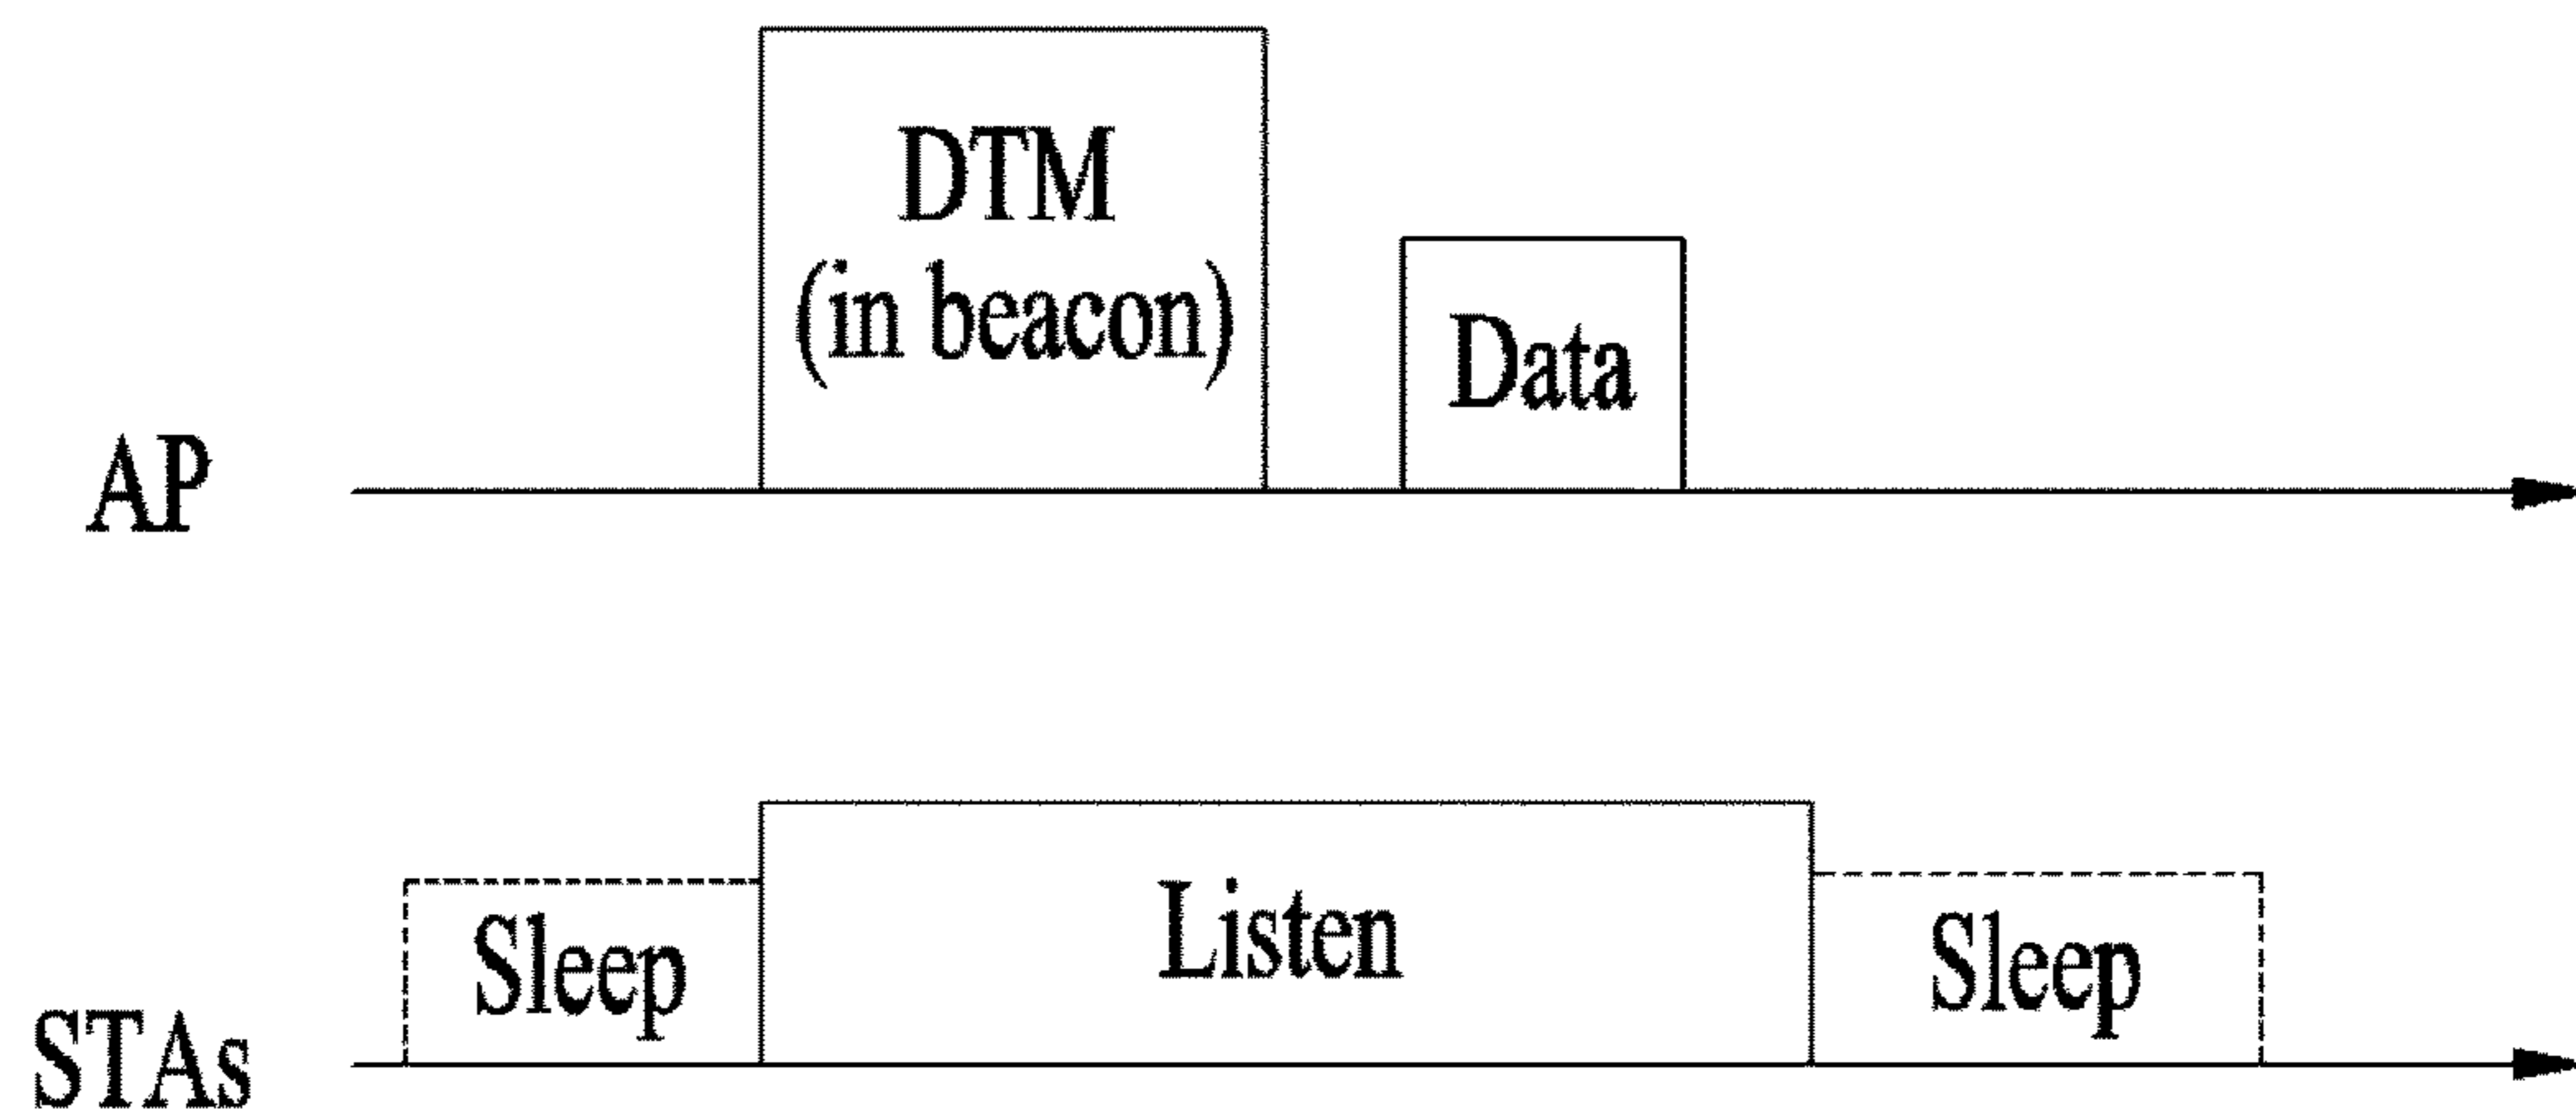 DTM
(in beacon)
Data
AP
Listen
Sleep
Sleep
STAs